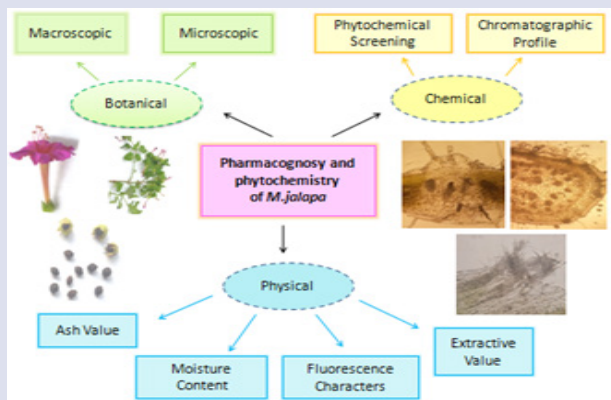 Macroscopic
Microscopic
Phytochemical
Screening
Chromatographic
Profile
Botanical
Chemical
Pharmacognosy and
phytochemistry
of M.jalapa
Physical
Ash Value
Moisture
Content
Fluorescence
Characters
Extractive
Value